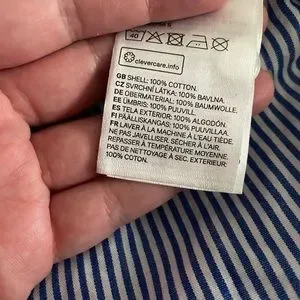 40
clevercare.info
GB SHELL: 100% COTTON.
CZ SVRCHNÍ LÁTKA: 100% BAVLNA.
DE OBERMATERIAL: 100% BAUMWOLLE.
EE ÜMBRIS: 100% PUUVILL.
ES TELA EXTERIOR: 100% ALGODÓN.
FI PÄÄLLISKANGAS: 100% PUUVILLAA.
FR LAVER À LA MACHINE À L'EAU TIÈDE.
NE PAS JAVELLISER. SÉCHER À L'AIR.
REPASSER À TEMPÉRATURE MOYENNE.
PAS DE NETTOYAGE À SEC. EXTERIEUR:
100% COTON.